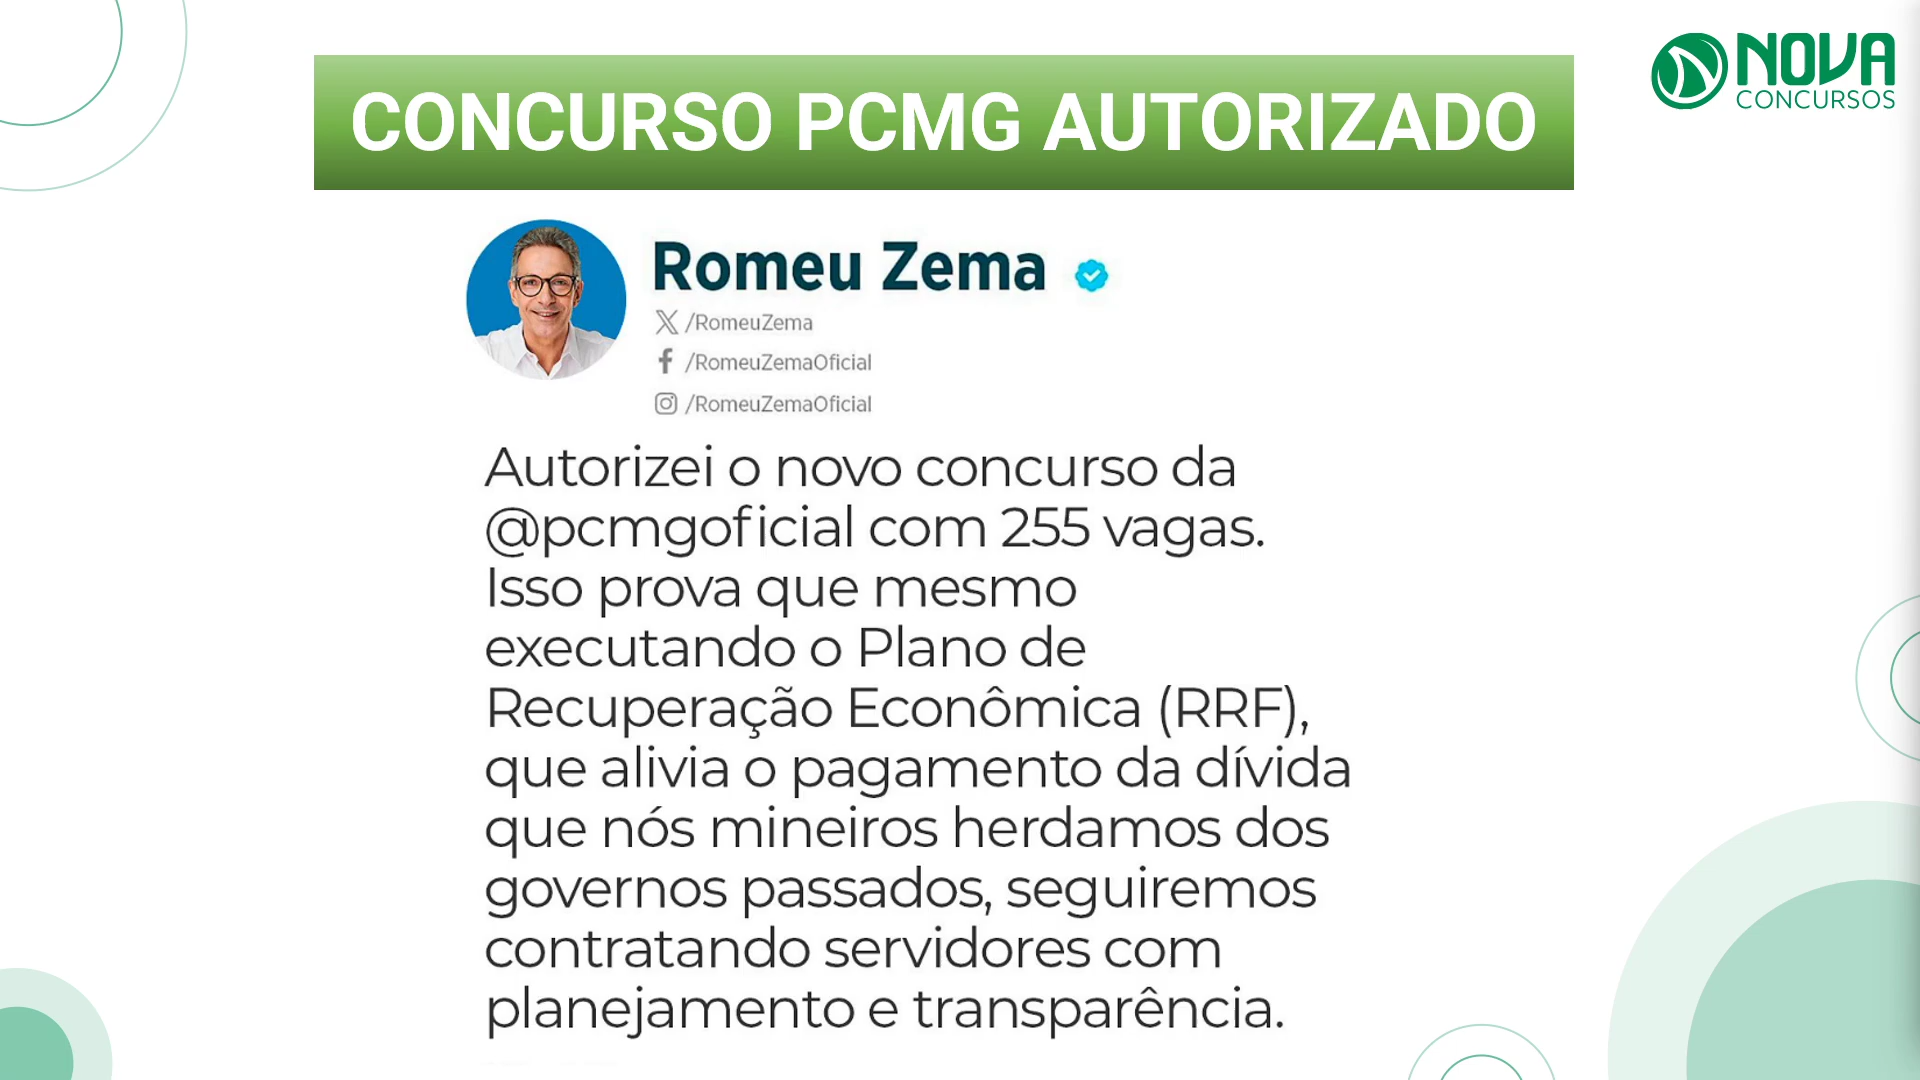 NOVA
CONCURSOS
CONCURSO PCMG AUTORIZADO
Romeu Zema
/RomeuZema
/RomeuZemaOficial
/RomeuZemaOficial
Autorizei o novo concurso da
@pcmgoficial com 255 vagas.
Isso prova que mesmo
executando o Plano de
Recuperação Econômica (RRF),
que alivia o pagamento da dívida
que nós mineiros herdamos dos
governos passados, seguiremos
contratando servidores com
planejamento e transparência.